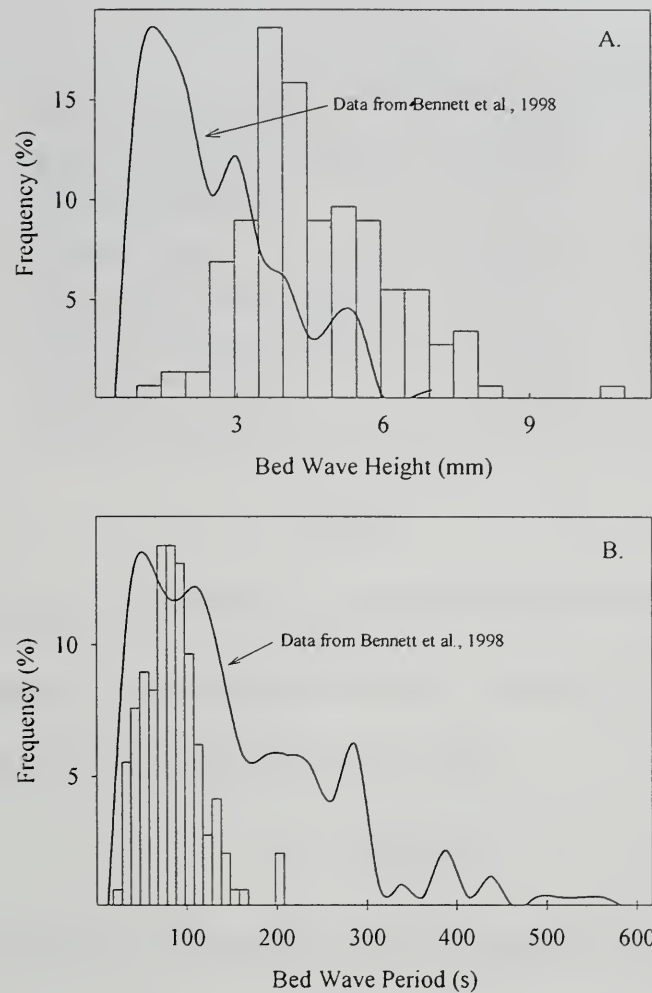 A.
Data from Bennett et al., 1998
15
10
5
Frequency (%)
3
6
9
Bed Wave Height (mm)
B.
Data from Bennett et al., 1998
10
5
Frequency (%)
100
200
300
400
500
600
Bed Wave Period (s)